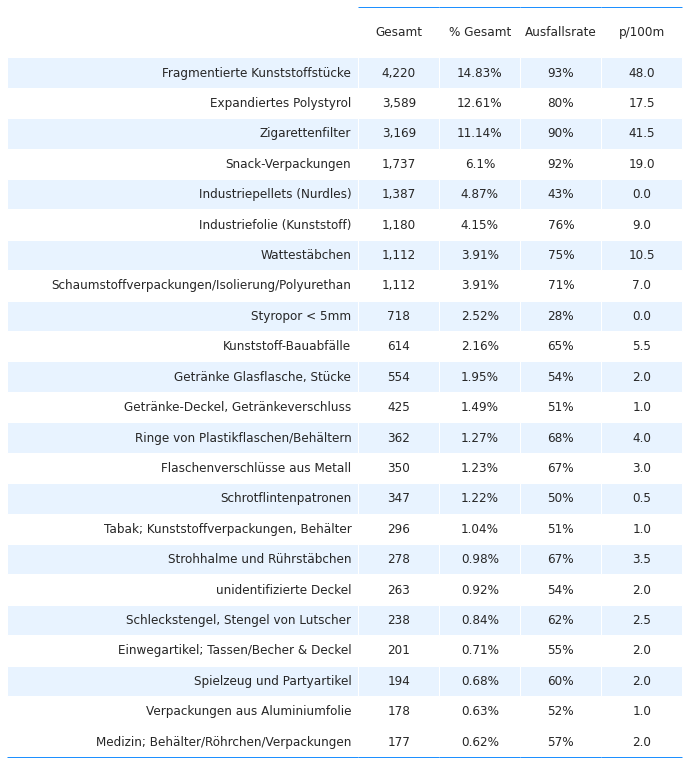 Gesamt % Gesamt Ausfallsrate p/100m
Fragmentierte Kunststoffstücke 4,220 14.83% 93% 48.0
Expandiertes Polystyrol 3,589 12.61% 80% 17.5
Zigarettenfilter 3,169 11.14% 90% 41.5
Snack-Verpackungen 1,737 6.1% 92% 19.0
Industriepellets (Nurdles) 1,387 4.87% 43% 0.0
Industriefolie (Kunststoff) 1,180 4.15% 76% 9.0
Wattestäbchen 1,112 3.91% 75% 10.5
Schaumstoffverpackungen/Isolierung/Polyurethan 1,112 3.91% 71% 7.0
Styropor < 5mm 718 2.52% 28% 0.0
Kunststoff-Bauabfälle 614 2.16% 65% 5.5
Getränke Glasflasche, Stücke 554 1.95% 54% 2.0
Getränke-Deckel, Getränkeverschluss 425 1.49% 51% 1.0
Ringe von Plastikflaschen/Behältern 362 1.27% 68% 4.0
Flaschenverschlüsse aus Metall 350 1.23% 67% 3.0
Schrotflintenpatronen 347 1.22% 50% 0.5
Tabak; Kunststoffverpackungen, Behälter 296 1.04% 51% 1.0
Strohhalme und Rührstäbchen 278 0.98% 67% 3.5
unidentifizierte Deckel 263 0.92% 54% 2.0
Schleckstengel, Stengel von Lutscher 238 0.84% 62% 2.5
Einwegartikel; Tassen/Becher & Deckel 201 0.71% 55% 2.0
Spielzeug und Partyartikel 194 0.68% 60% 2.0
Verpackungen aus Aluminiumfolie 178 0.63% 52% 1.0
Medizin; Behälter/Röhrchen/Verpackungen 177 0.62% 57% 2.0